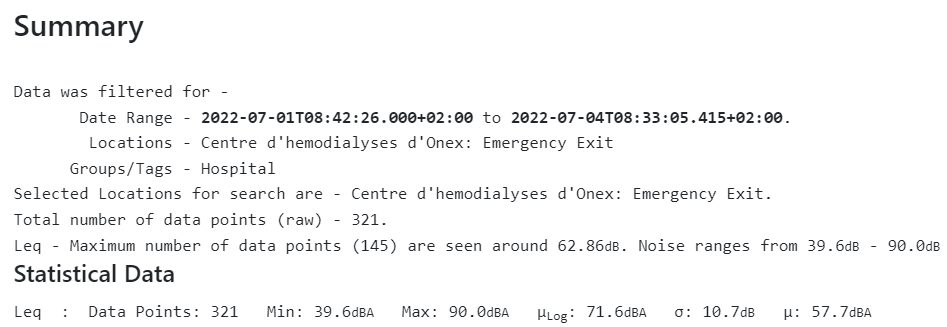 Summary
Data was filtered for -
Date Range - 2022-07-01T08:42:26.000+02:00 to 2022-07-04T08:33:05.415+02:00.
Locations - Centre d'hemodialyses d'Onex: Emergency Exit
Groups/Tags - Hospital
Selected Locations for search are - Centre d'hemodialyses d'Onex: Emergency Exit.
Total number of data points (raw) - 321.
Leq - Maximum number of data points (145) are seen around 62.86dB. Noise ranges from 39.6dB - 90.0dB
Statistical Data
Leq : Data Points: 321 Min: 39.6dBA Max: 90.0dBA μLog: 71.6dBA σ: 10.7dB μ: 57.7dBA